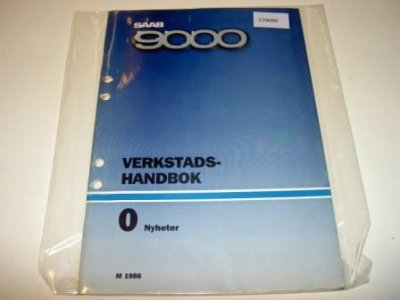 SAAB
9000
VERKSTADS-
HANDBOK
0 Nyheter
M 1986